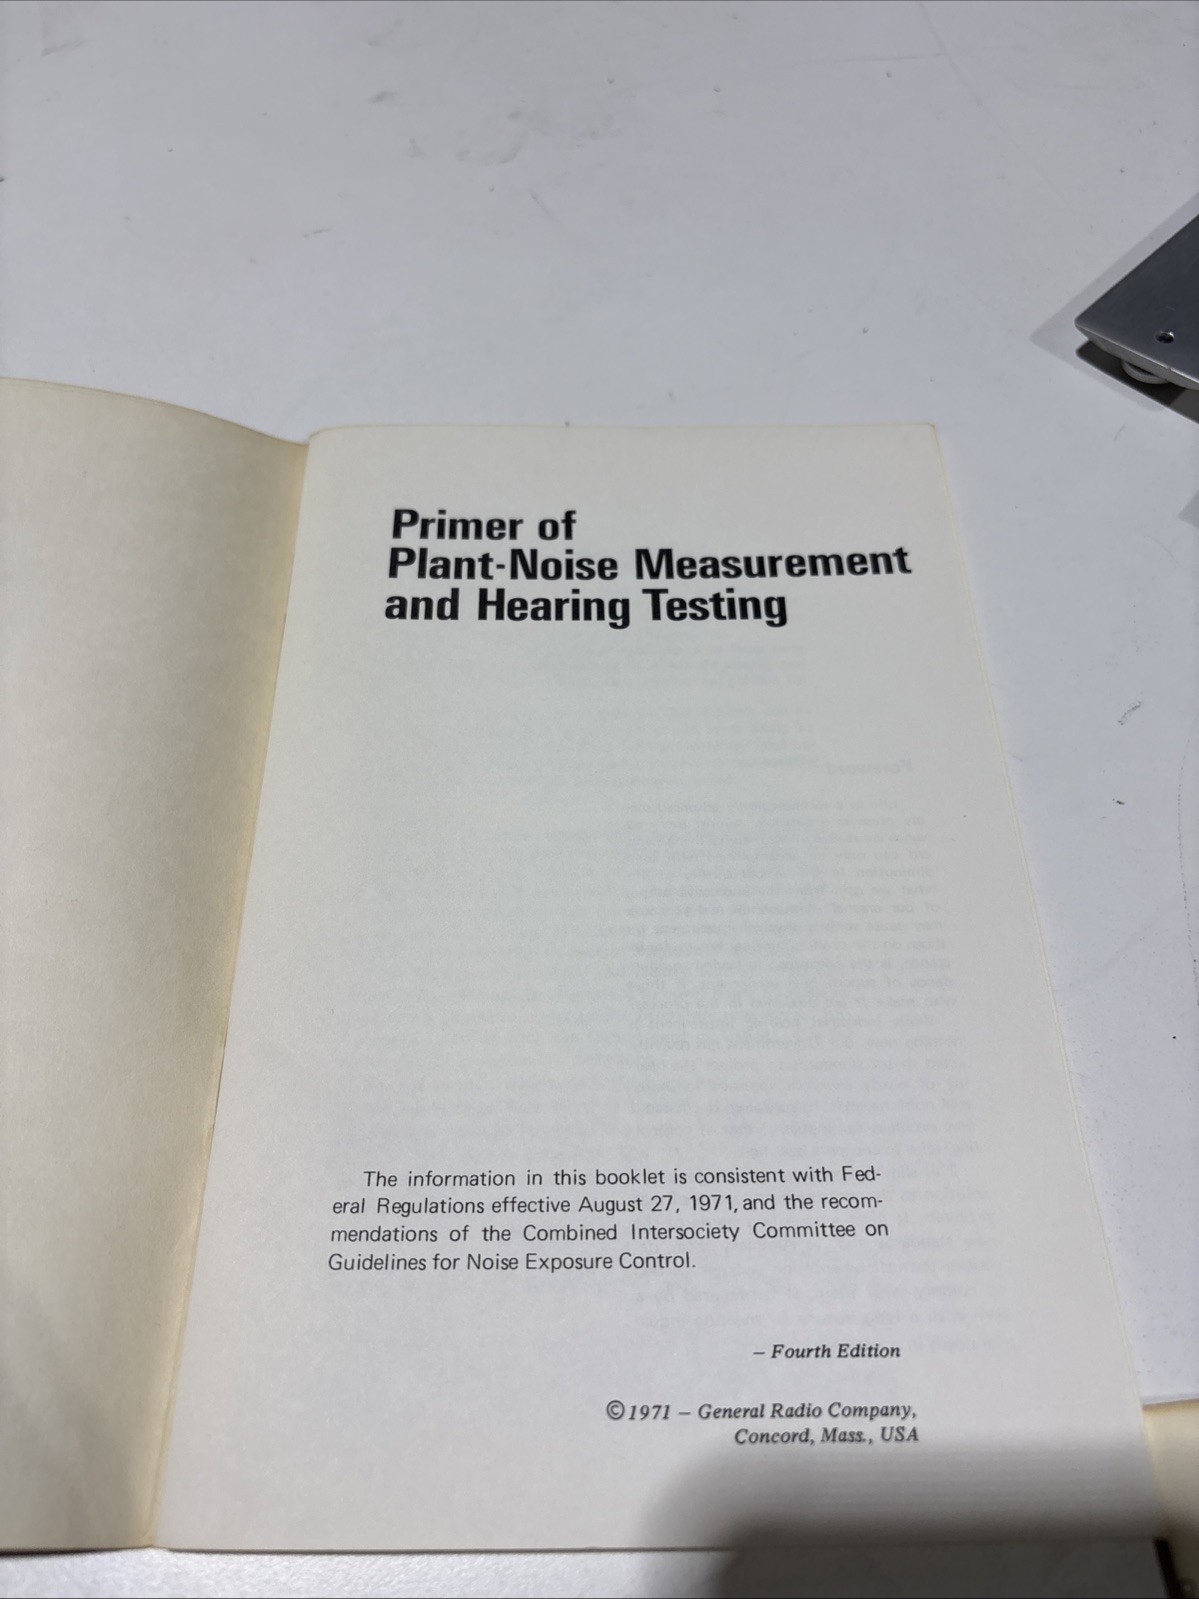 Primer of
Plant-Noise Measurement
and Hearing Testing
The information in this booklet is consistent with Fed-
eral Regulations effective August 27, 1971, and the recom-
mendations of the Combined Intersociety Committee on
Guidelines for Noise Exposure Control.
– Fourth Edition
©1971 – General Radio Company,
Concord, Mass., USA